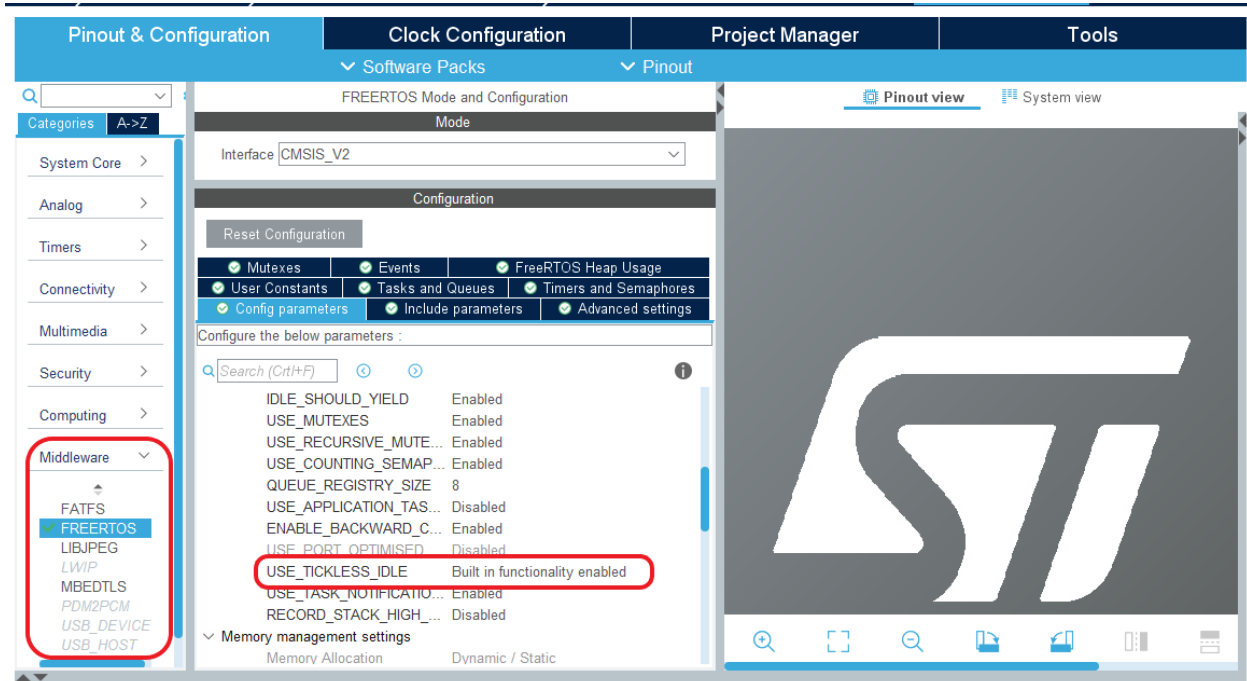 Pinout & Configuration
Clock Configuration
Project Manager
Tools
Software Packs
Pinout
Categories
A->Z
System Core
Analog
Timers
Connectivity
Multimedia
Security
Computing
Middleware
FATFS
FREERTOS
LIBJPEG
LWIP
MBEDTLS
PDM2PCM
USB_DEVICE
USB_HOST
FREERTOS Mode and Configuration
Mode
Interface CMSIS_V2
Configuration
Reset Configuration
Mutexes
Events
FreeRTOS Heap Usage
User Constants
Tasks and Queues
Timers and Semaphores
Config parameters
Include parameters
Advanced settings
Configure the below parameters :
Search (Crtl+F)
IDLE_SHOULD_YIELD Enabled
USE_MUTEXES Enabled
USE_RECURSIVE_MUTE... Enabled
USE_COUNTING_SEMAP... Enabled
QUEUE_REGISTRY_SIZE 8
USE_APPLICATION_TAS... Disabled
ENABLE_BACKWARD_C... Enabled
USE_PORT_OPTIMISED... Disabled
USE_TICKLESS_IDLE Built in functionality enabled
USE_TASK_NOTIFICATIO... Enabled
RECORD_STACK_HIGH_... Disabled
Memory management settings
Memory Allocation Dynamic / Static
Pinout view
System view
ST